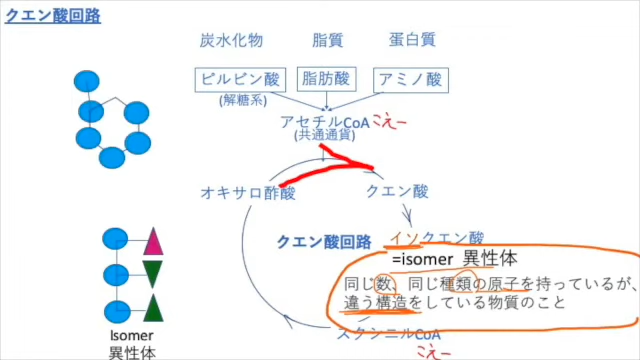 クエン酸回路
炭水化物 脂質 蛋白質
ピルビン酸 脂肪酸 アミノ酸
(解糖系)
アセチルCoA こえー
(共通通貨)
オキサロ酢酸 クエン酸
クエン酸回路 イソクエン酸
=isomer 異性体
同じ数、同じ種類の原子を持っているが、
違う構造をしている物質のこと
スクシニルCoA
こえー
Isomer
異性体